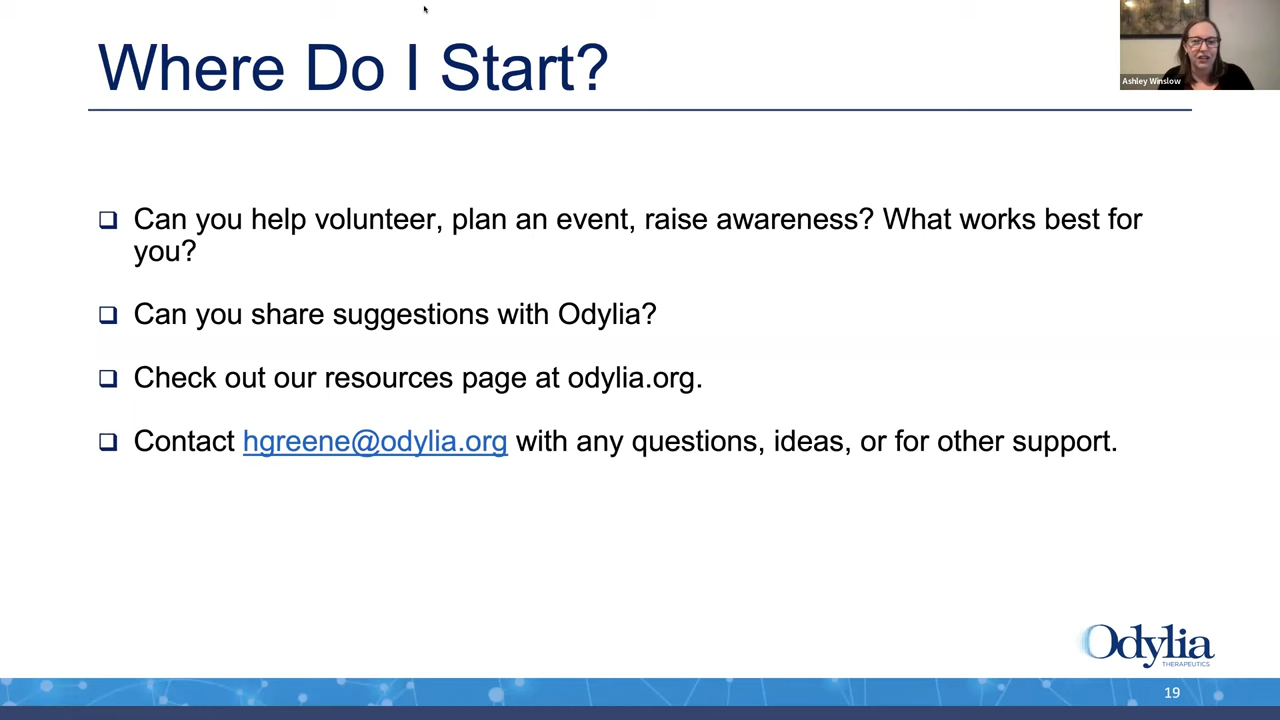 Where Do I Start?
Ashley Winslow
Can you help volunteer, plan an event, raise awareness? What works best for
you?
Can you share suggestions with Odylia?
Check out our resources page at odylia.org.
Contact hgreene@odylia.org with any questions, ideas, or for other support.
Odylia
THERAPEUTICS
19